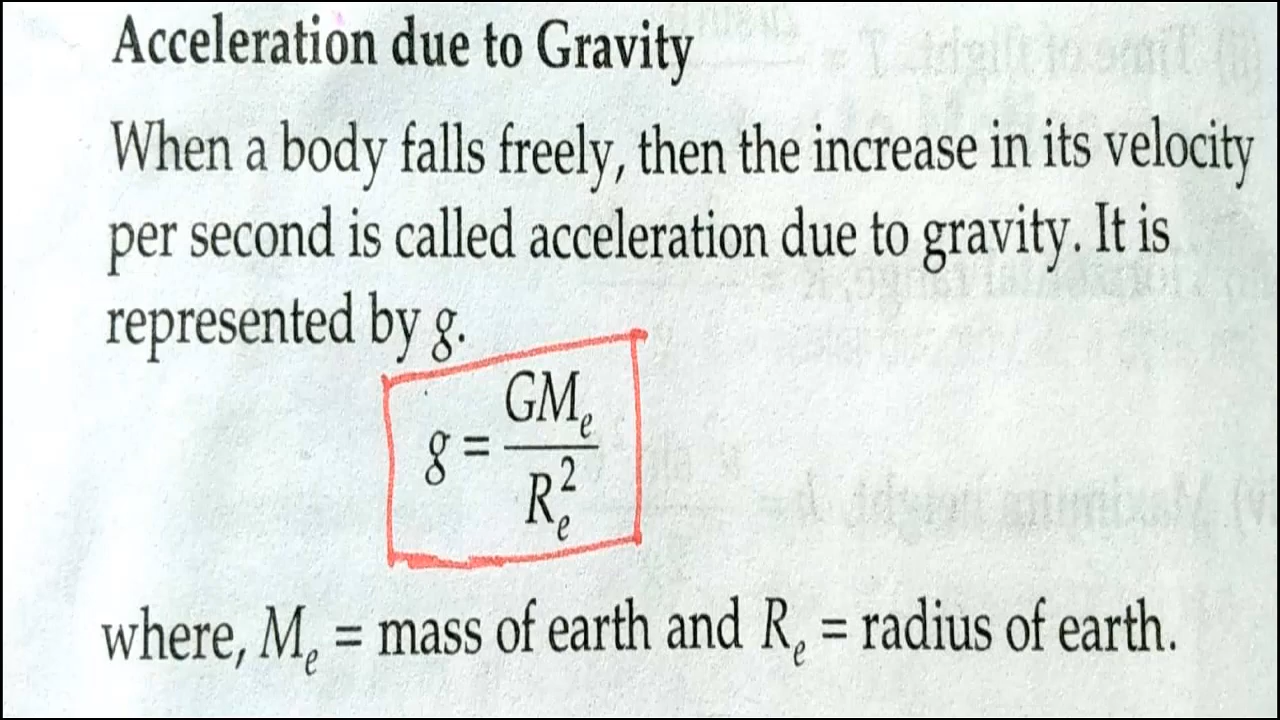 Acceleration due to Gravity
When a body falls freely, then the increase in its velocity
per second is called acceleration due to gravity. It is
represented by g.
g = GMₑ / Rₑ²
where, Mₑ = mass of earth and Rₑ = radius of earth.